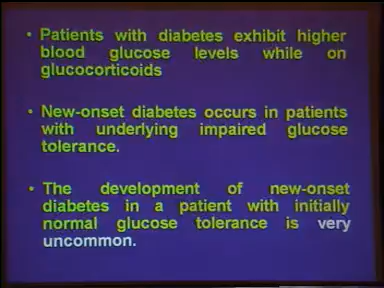 • Patients with diabetes exhibit higher
blood glucose levels while on
glucocorticoids
• New-onset diabetes occurs in patients
with underlying impaired glucose
tolerance.
• The development of new-onset
diabetes in a patient with initially
normal glucose tolerance is very
uncommon.